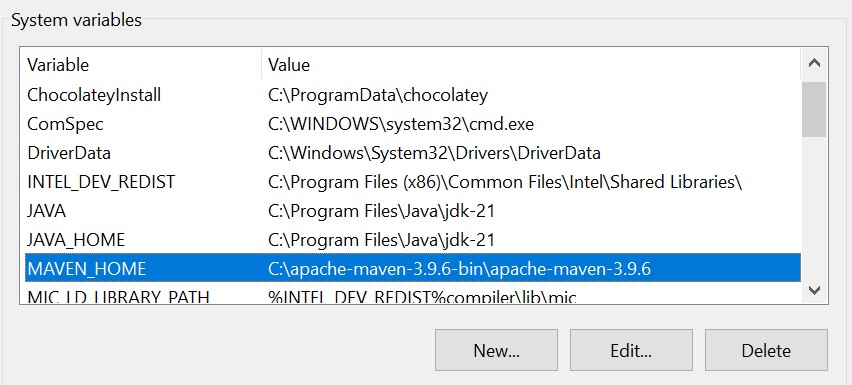 System variables
Variable Value
ChocolateyInstall C:\ProgramData\chocolatey
ComSpec C:\WINDOWS\system32\cmd.exe
DriverData C:\Windows\System32\Drivers\DriverData
INTEL_DEV_REDIST C:\Program Files (x86)\Common Files\Intel\Shared Libraries\
JAVA C:\Program Files\Java\jdk-21
JAVA_HOME C:\Program Files\Java\jdk-21
MAVEN_HOME C:\apache-maven-3.9.6-bin\apache-maven-3.9.6
MIC_LD_LIBRARY_PATH %INTEL_DEV_REDIST%compiler\lib\mic
New... Edit... Delete